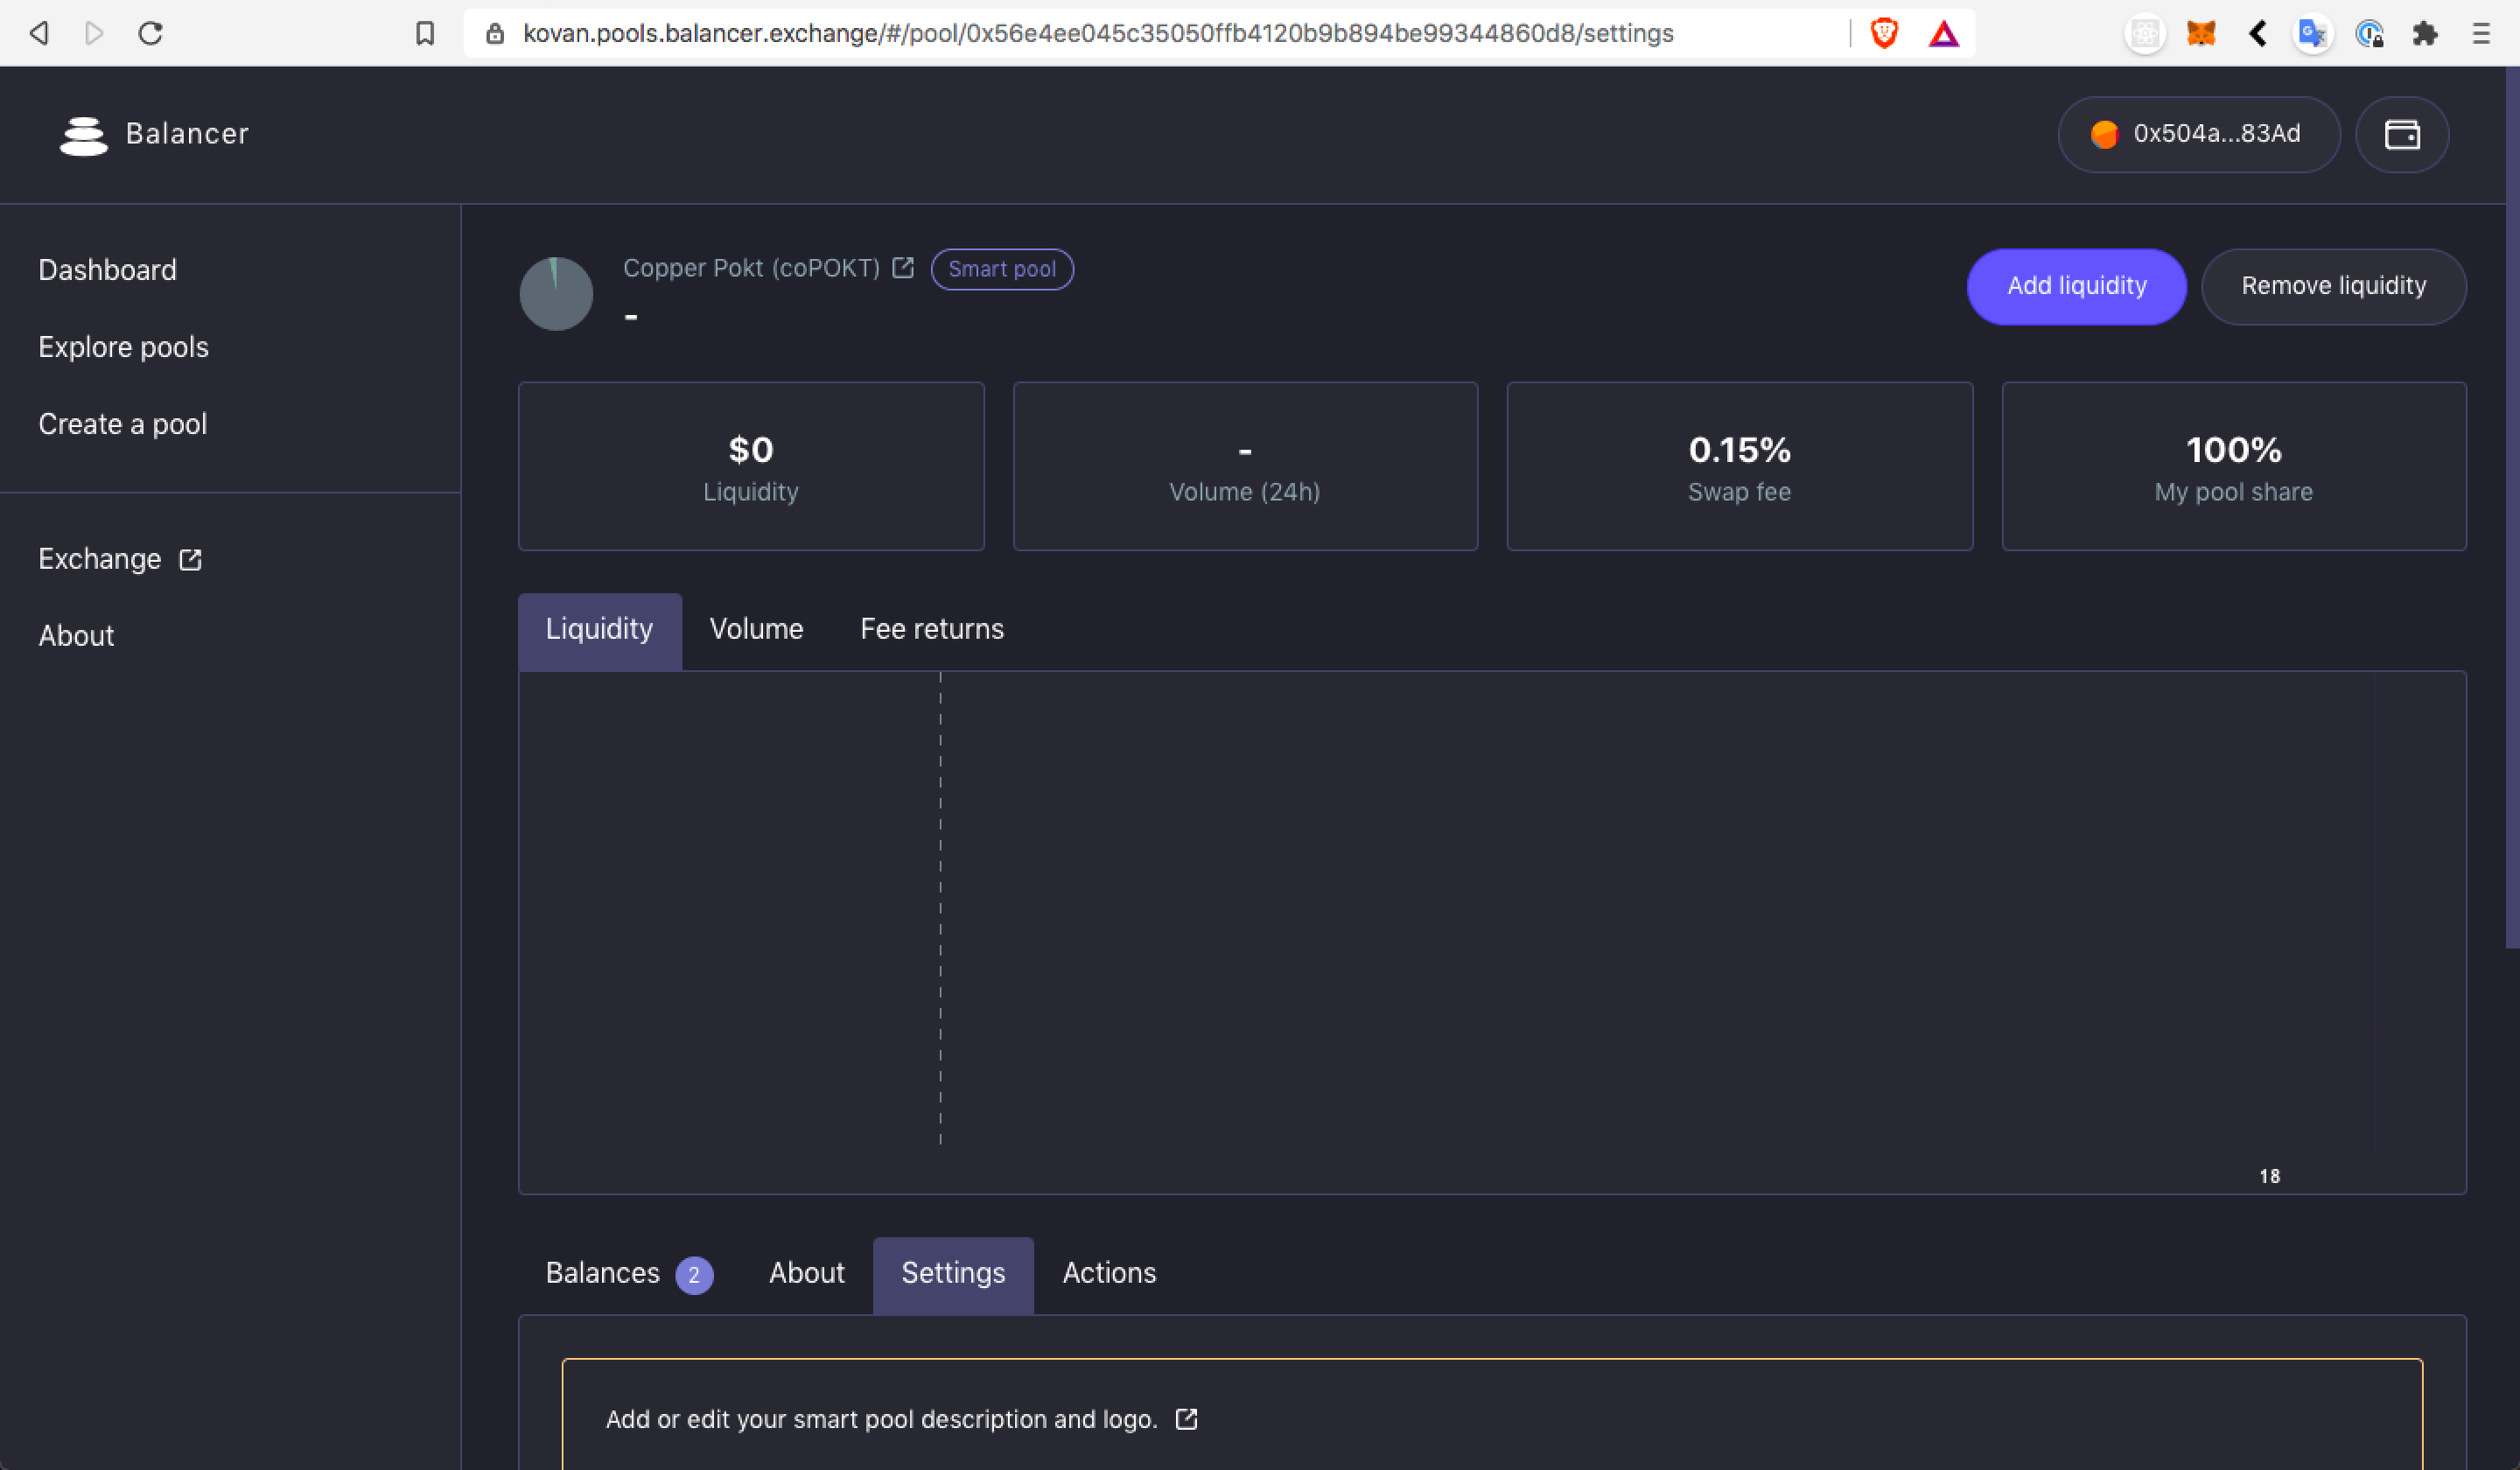 kovan.pools.balancer.exchange/#/pool/0x56e4ee045c35050ffb4120b9b894be99344860d8/settings
Balancer
0x504a...83Ad
Dashboard
Explore pools
Create a pool
Exchange
About
Copper Pokt (coPOKT)
Smart pool
-
Add liquidity
Remove liquidity
$0
Liquidity
-
Volume (24h)
0.15%
Swap fee
100%
My pool share
Liquidity
Volume
Fee returns
18
Balances 2
About
Settings
Actions
Add or edit your smart pool description and logo.